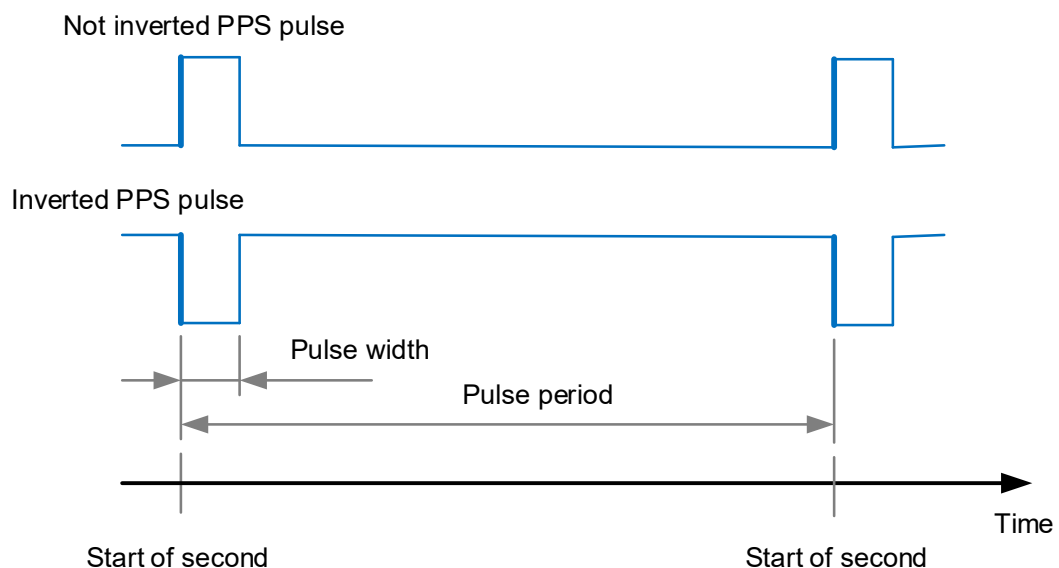 Not inverted PPS pulse
Inverted PPS pulse
Pulse width
Pulse period
Time
Start of second
Start of second